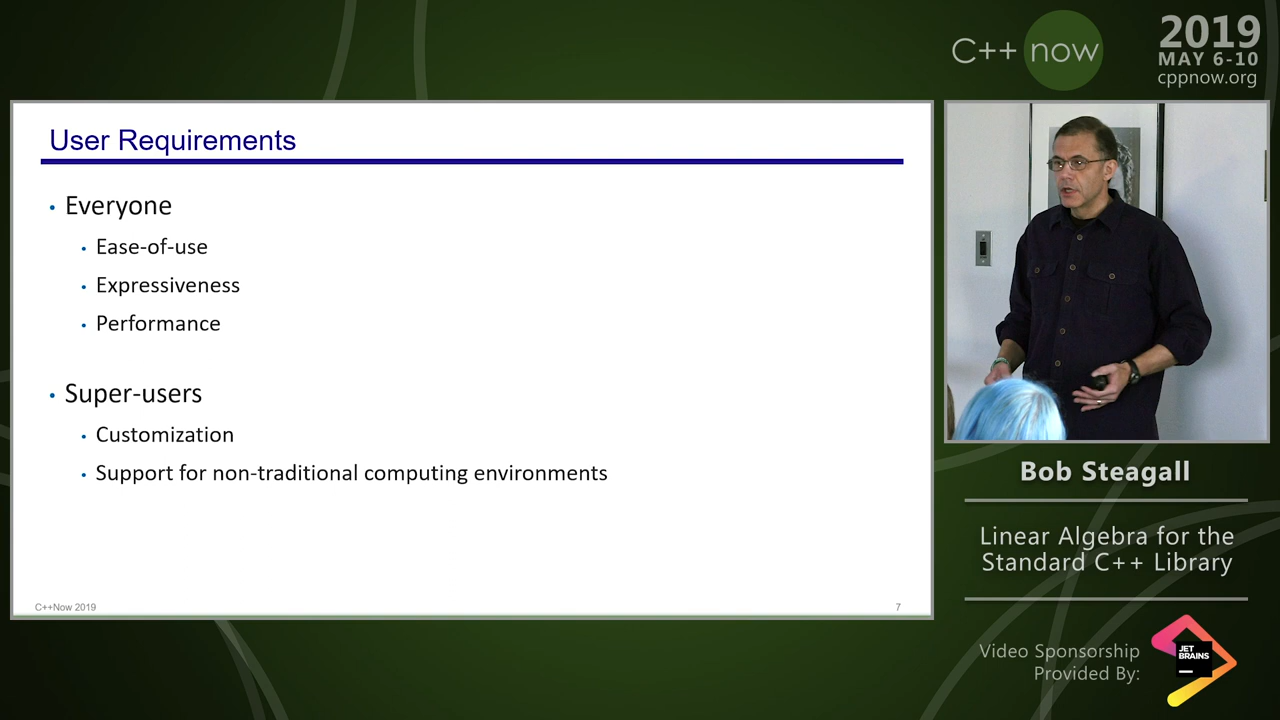 C++ now
2019
MAY 6-10
cppnow.org
User Requirements
• Everyone
• Ease-of-use
• Expressiveness
• Performance
• Super-users
• Customization
• Support for non-traditional computing environments
C++Now 2019
7
Bob Steagall
Linear Algebra for the
Standard C++ Library
Video Sponsorship
Provided By:
JET
BRAINS